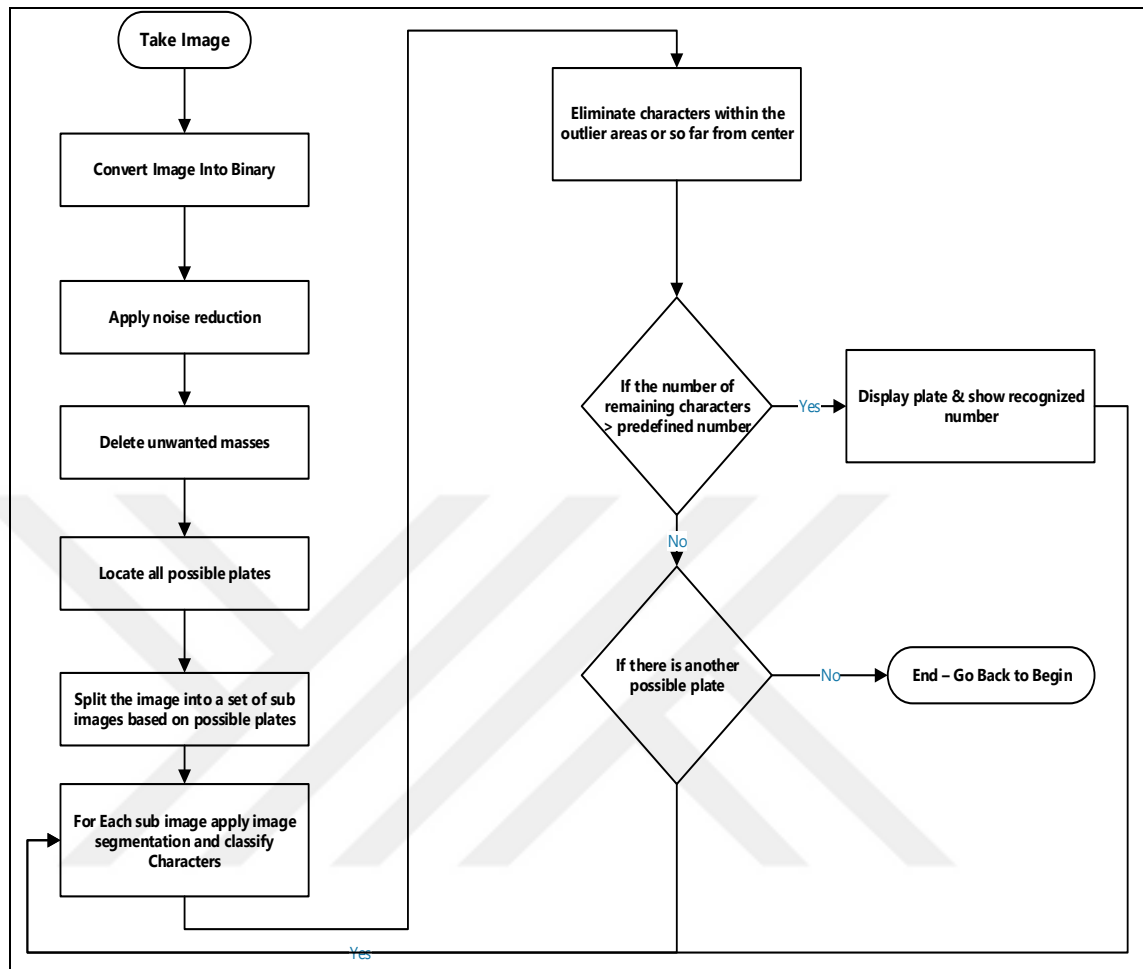 Take Image
Convert Image Into Binary
Apply noise reduction
Delete unwanted masses
Locate all possible plates
Split the image into a set of sub
images based on possible plates
For Each sub image apply image
segmentation and classify
Characters
Eliminate characters within the
outlier areas or so far from center
If the number of
remaining characters
> predefined number
Yes
Display plate & show recognized
number
No
If there is another
possible plate
No
End – Go Back to Begin
Yes